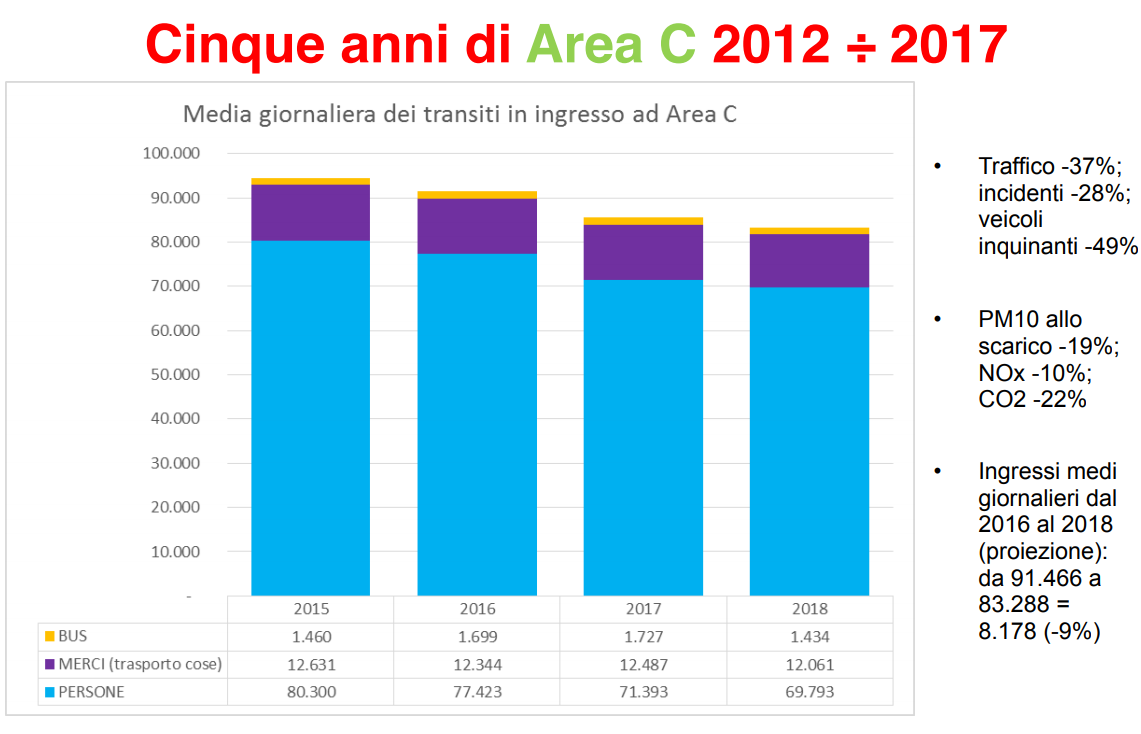 Cinque anni di Area C 2012 ÷ 2017
Media giornaliera dei transiti in ingresso ad Area C
100.000
90.000
80.000
70.000
60.000
50.000
40.000
30.000
20.000
10.000
-
2015 2016 2017 2018
BUS 1.460 1.699 1.727 1.434
MERCI (trasporto cose) 12.631 12.344 12.487 12.061
PERSONE 80.300 77.423 71.393 69.793
• Traffico -37%;
incidenti -28%;
veicoli
inquinanti -49%
• PM10 allo
scarico -19%;
NOx -10%;
CO2 -22%
• Ingressi medi
giornalieri dal
2016 al 2018
(proiezione):
da 91.466 a
83.288 =
8.178 (-9%)